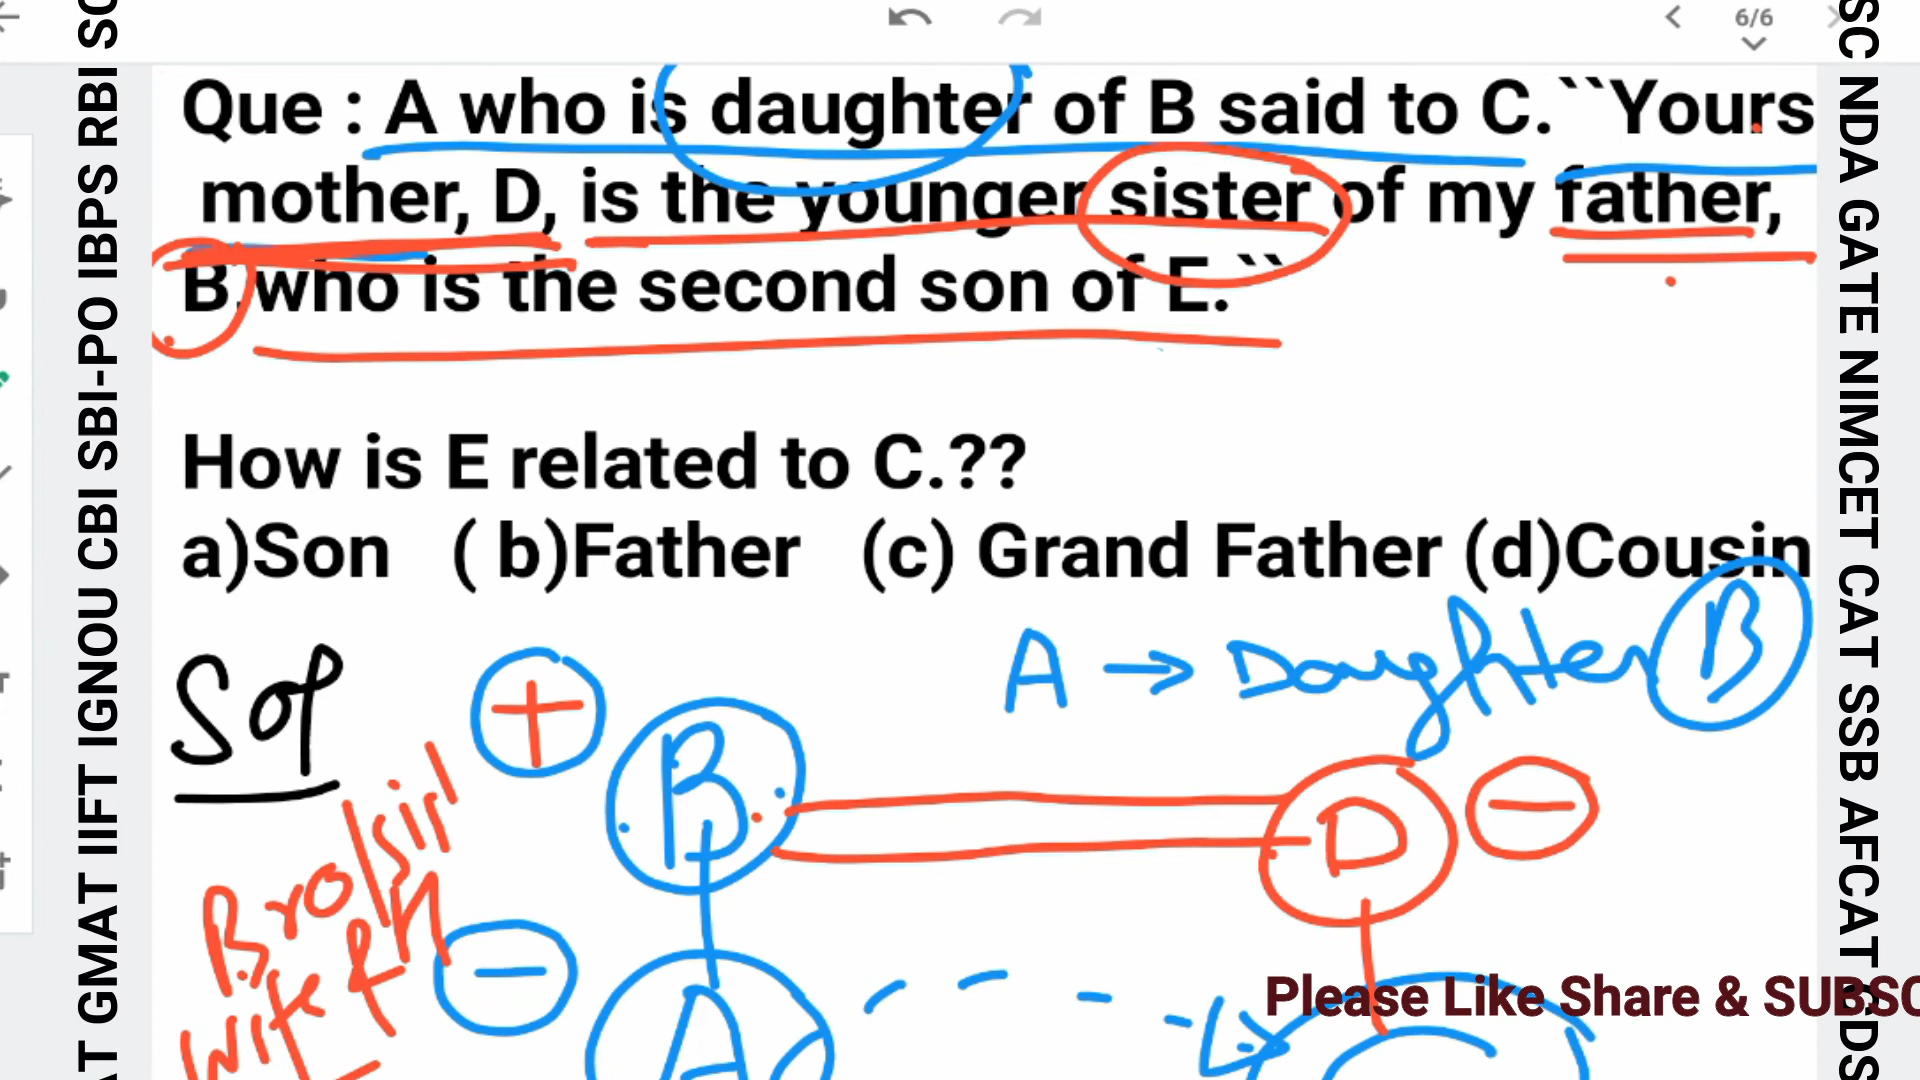 6/6
Que : A who is daughter of B said to C.``Yours
mother, D, is the younger sister of my father,
B who is the second son of E.``
How is E related to C.??
a)Son ( b)Father (c) Grand Father (d)Cousin
A → Daughter B
Sol
+
B
D
−
Bro/sis
wife
−
A
Please Like Share & SUBSC
AT GMAT IIFT IGNOU CBI SBI-PO IBPS RBI
SC NDA GATE NIMCET CAT SSB AFCAT CDS